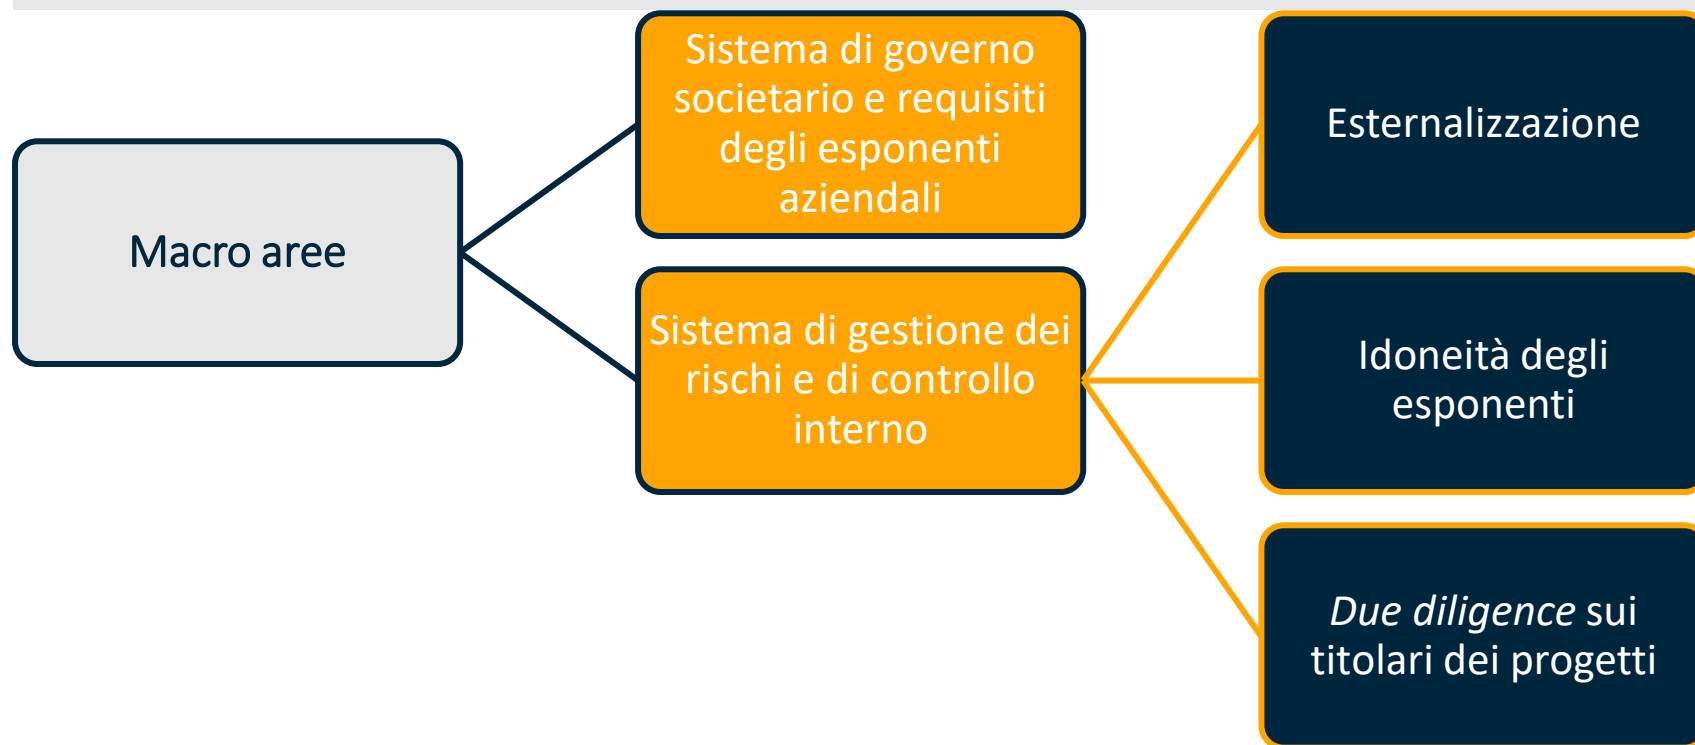 Macro aree
Sistema di governo
societario e requisiti
degli esponenti
aziendali
Sistema di gestione dei
rischi e di controllo
interno
Esternalizzazione
Idoneità degli
esponenti
Due diligence sui
titolari dei progetti